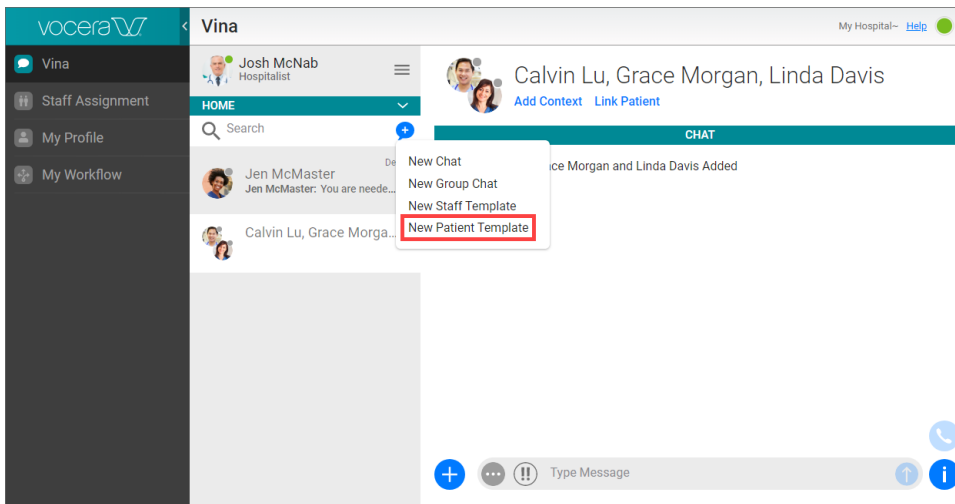 vocera
Vina
My Hospital~ Help
Vina
Staff Assignment
My Profile
My Workflow
Josh McNab
Hospitalist
HOME
Search
De
Jen McMaster
Jen McMaster: You are neede...
Calvin Lu, Grace Morga...
New Chat
New Group Chat
New Staff Template
New Patient Template
Calvin Lu, Grace Morgan, Linda Davis
Add Context Link Patient
CHAT
ce Morgan and Linda Davis Added
Type Message